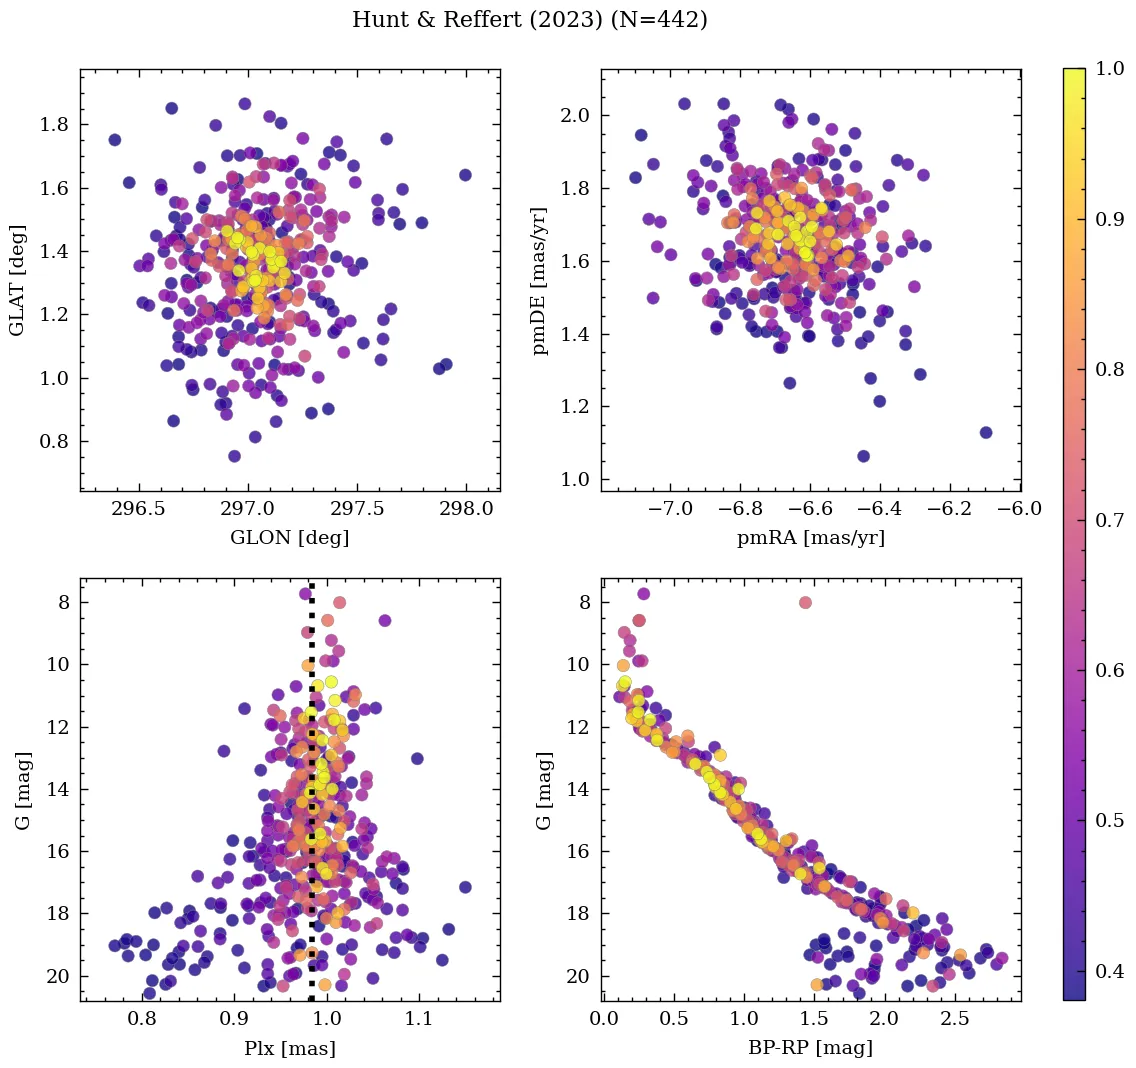 Hunt & Reffert (2023) (N=442)
1.8
1.6
1.4
1.2
1.0
0.8
GLAT [deg]
296.5 297.0 297.5 298.0
GLON [deg]
2.0
1.8
1.6
1.4
1.2
1.0
pmDE [mas/yr]
−7.0 −6.8 −6.6 −6.4 −6.2 −6.0
pmRA [mas/yr]
8
10
12
14
16
18
20
G [mag]
0.8 0.9 1.0 1.1
Plx [mas]
8
10
12
14
16
18
20
G [mag]
0.0 0.5 1.0 1.5 2.0 2.5
BP-RP [mag]
1.0
0.9
0.8
0.7
0.6
0.5
0.4